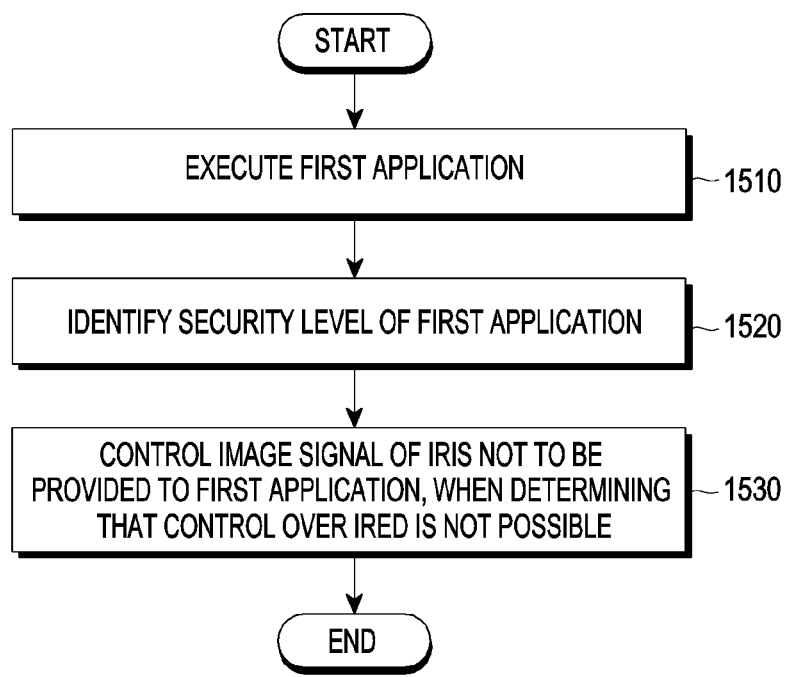 START
EXECUTE FIRST APPLICATION
1510
IDENTIFY SECURITY LEVEL OF FIRST APPLICATION
1520
CONTROL IMAGE SIGNAL OF IRIS NOT TO BE
PROVIDED TO FIRST APPLICATION, WHEN DETERMINING
THAT CONTROL OVER IRED IS NOT POSSIBLE
1530
END